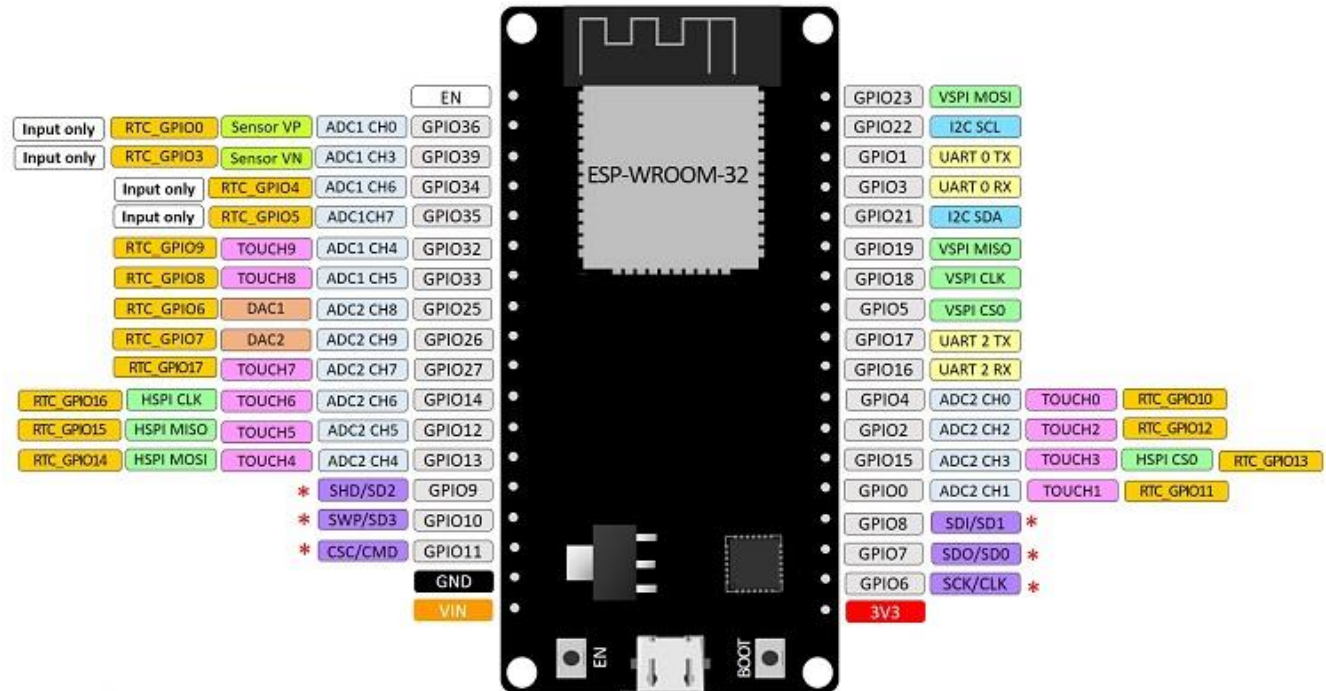 EN GPIO23 VSPI MOSI
Input only RTC_GPIO0 Sensor VP ADC1 CH0 GPIO36 GPIO22 I2C SCL
Input only RTC_GPIO3 Sensor VN ADC1 CH3 GPIO39 GPIO1 UART 0 TX
ESP-WROOM-32
Input only RTC_GPIO4 ADC1 CH6 GPIO34 GPIO3 UART 0 RX
Input only RTC_GPIO5 ADC1CH7 GPIO35 GPIO21 I2C SDA
RTC_GPIO9 TOUCH9 ADC1 CH4 GPIO32 GPIO19 VSPI MISO
RTC_GPIO8 TOUCH8 ADC1 CH5 GPIO33 GPIO18 VSPI CLK
RTC_GPIO6 DAC1 ADC2 CH8 GPIO25 GPIO5 VSPI CS0
RTC_GPIO7 DAC2 ADC2 CH9 GPIO26 GPIO17 UART 2 TX
RTC_GPIO17 TOUCH7 ADC2 CH7 GPIO27 GPIO16 UART 2 RX
RTC_GPIO16 HSPI CLK TOUCH6 ADC2 CH6 GPIO14 GPIO4 ADC2 CH0 TOUCH0 RTC_GPIO10
RTC_GPIO15 HSPI MISO TOUCH5 ADC2 CH5 GPIO12 GPIO2 ADC2 CH2 TOUCH2 RTC_GPIO12
RTC_GPIO14 HSPI MOSI TOUCH4 ADC2 CH4 GPIO13 GPIO15 ADC2 CH3 TOUCH3 HSPI CS0 RTC_GPIO13
* SHD/SD2 GPIO9 GPIO0 ADC2 CH1 TOUCH1 RTC_GPIO11
* SWP/SD3 GPIO10 GPIO8 SDI/SD1 *
* CSC/CMD GPIO11 GPIO7 SDO/SD0 *
GND GPIO6 SCK/CLK *
VIN 3V3
EN BOOT